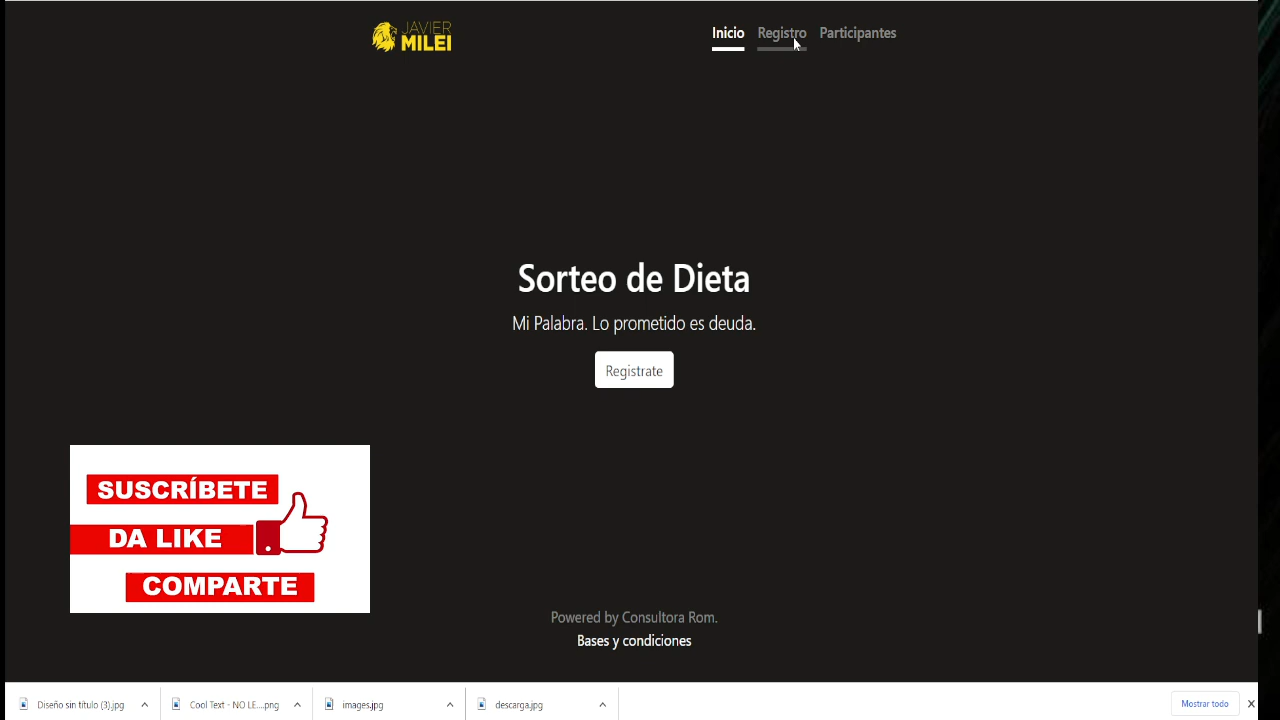 JAVIER
MILEI
Inicio Registro Participantes
Sorteo de Dieta
Mi Palabra. Lo prometido es deuda.
Registrate
SUSCRÍBETE
DA LIKE
COMPARTE
Powered by Consultora Rom.
Bases y condiciones
Diseño sin título (3).jpg Cool Text - NO LE....png images.jpg descarga.jpg Mostrar todo